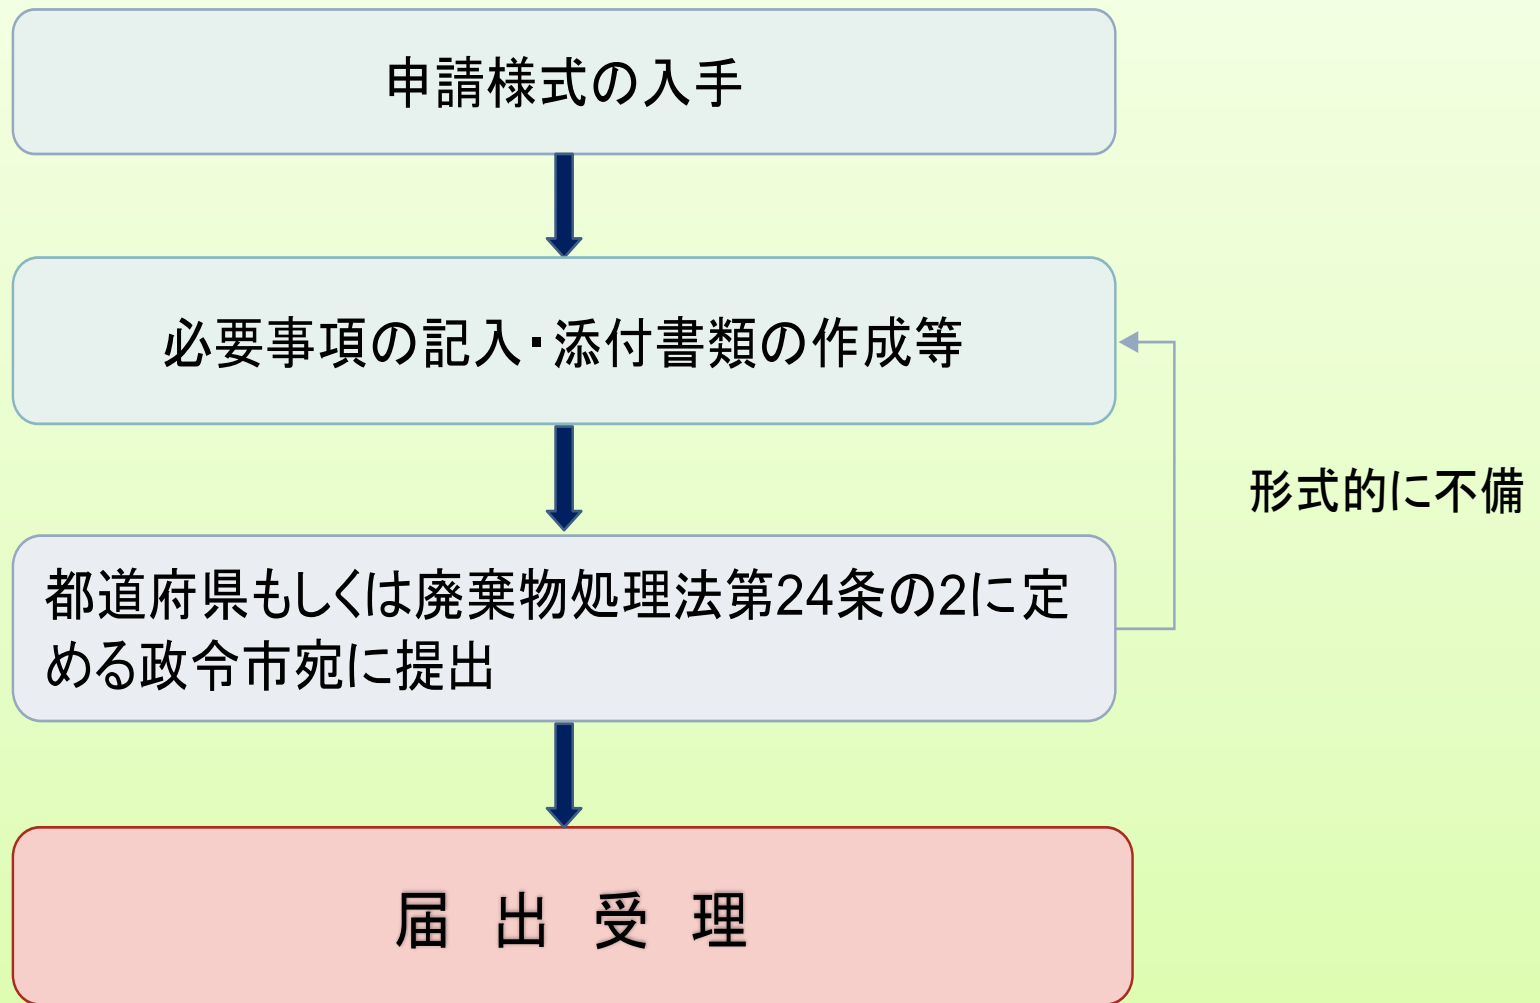 申請様式の入手
必要事項の記入・添付書類の作成等
形式的に不備
都道府県もしくは廃棄物処理法第24条の2に定
める政令市宛に提出
届 出 受 理